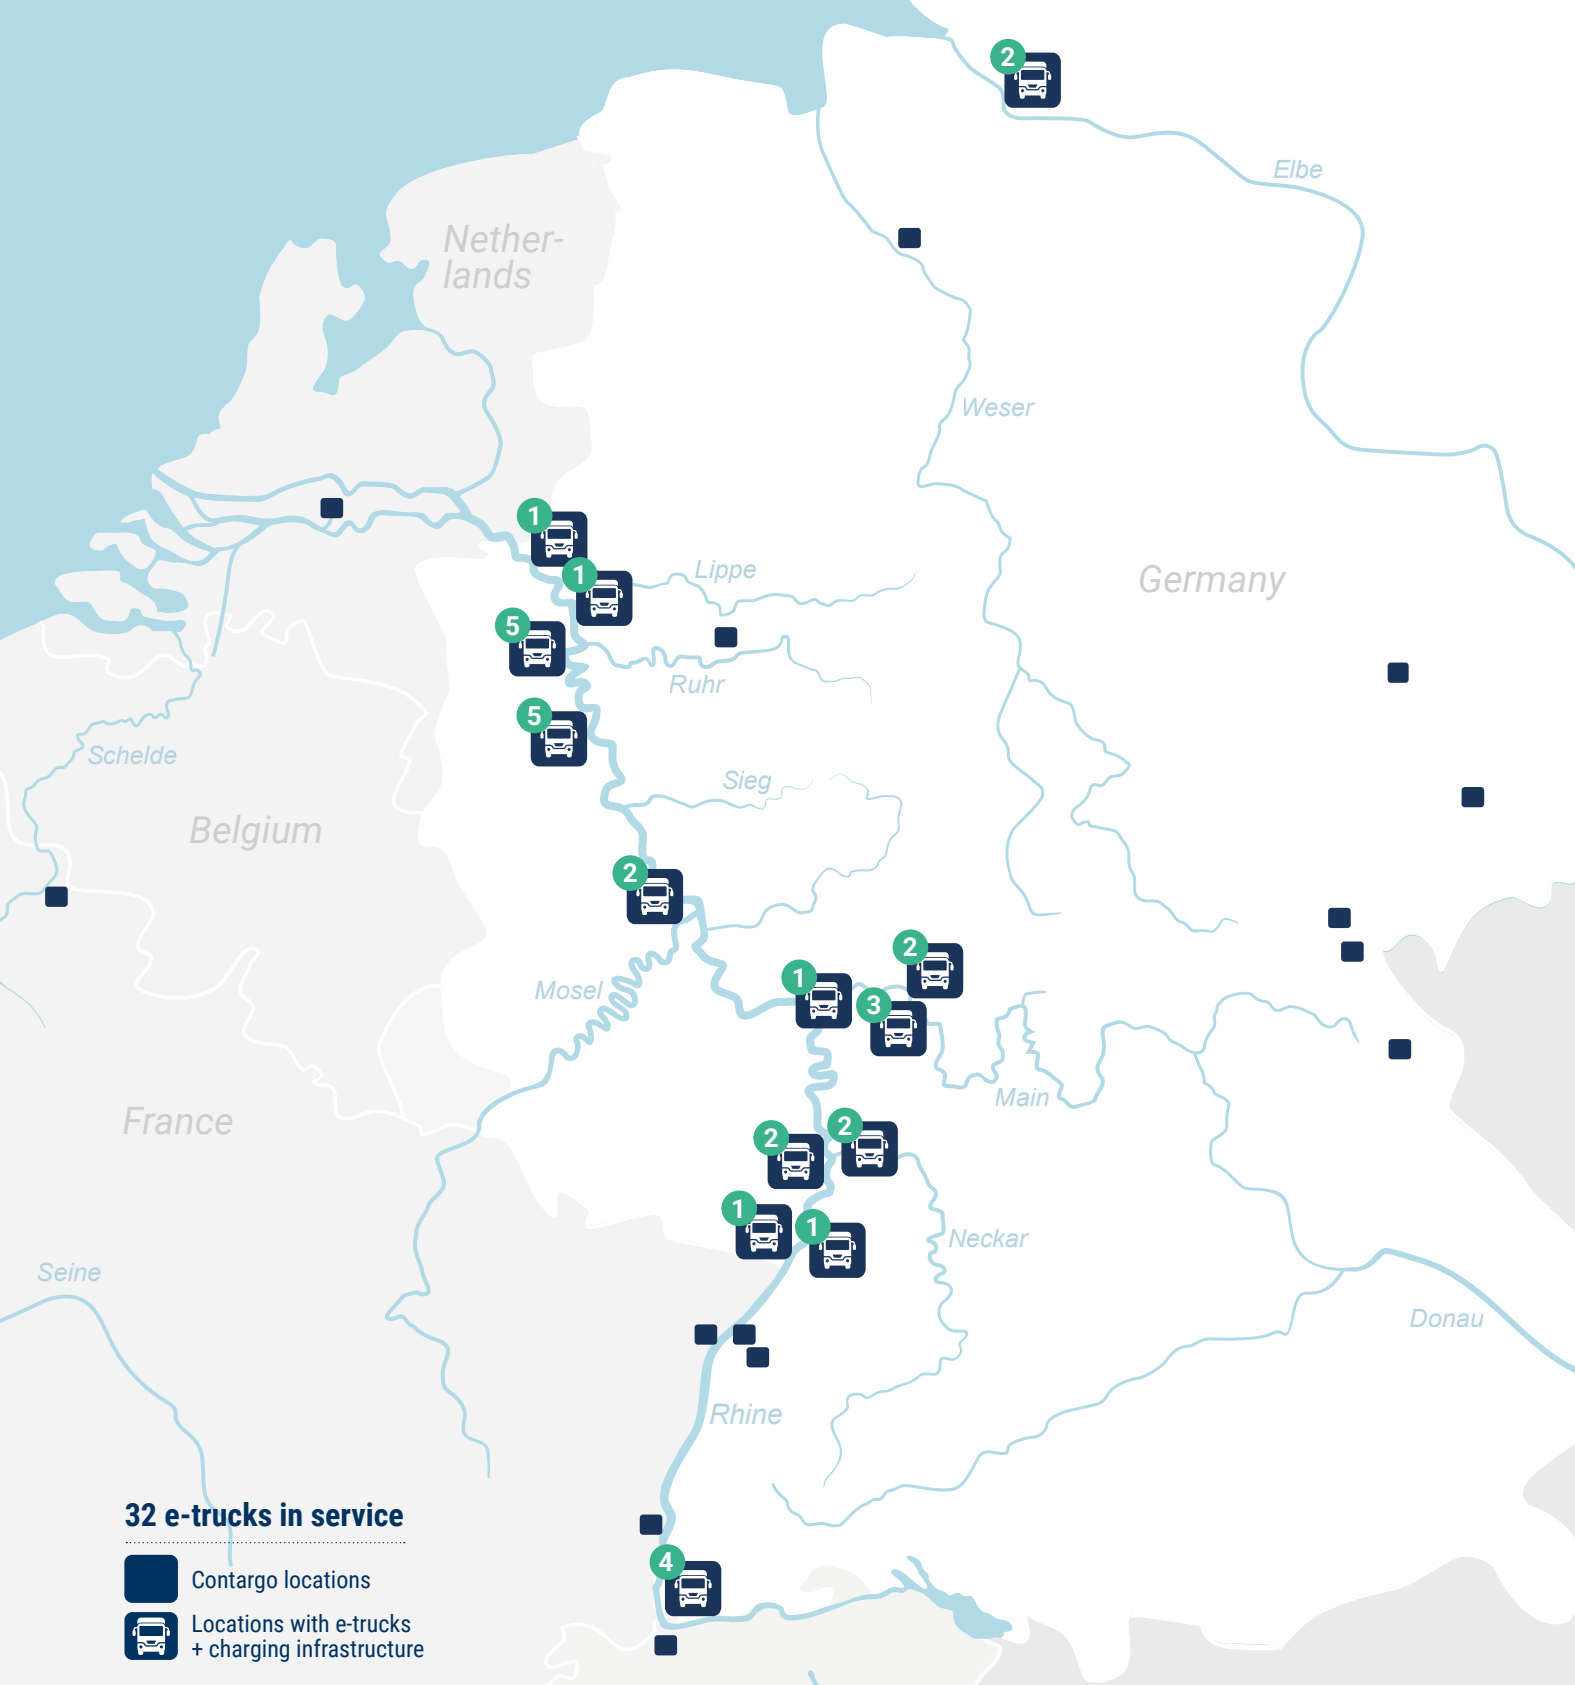 2
Elbe
Nether-
lands
Weser
1
1
Lippe
Germany
5
Ruhr
5
Schelde
Sieg
Belgium
2
2
1
Mosel
3
Main
France
2
2
1
1
Neckar
Seine
Donau
Rhine
32 e-trucks in service
4
Contargo locations
Locations with e-trucks
+ charging infrastructure